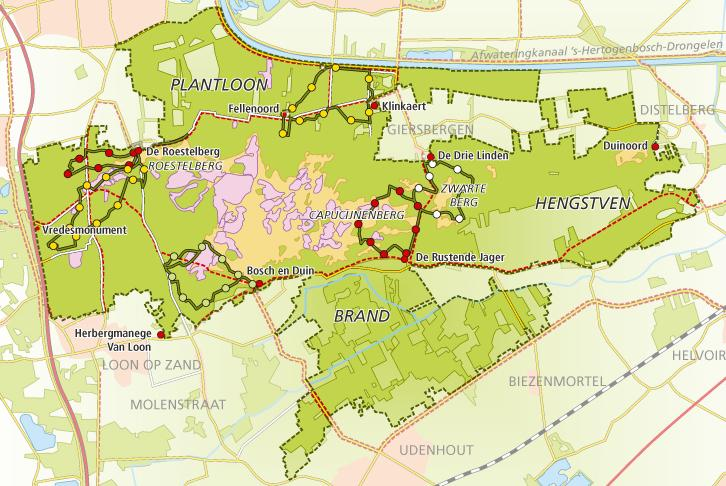 Afwateringkanaal 's-Hertogenbosch-Drongelen
PLANTLOON
Fellenoord
Klinkaert
DISTELBERG
GIERSBERGEN
Duinoord
De Roestelberg
ROESTELBERG
De Drie Linden
ZWARTE
BERG
HENGSTVEN
CAPUCIJNENBERG
Vredesmonument
De Rustende Jager
Bosch en Duin
BRAND
Herbergmanege
Van Loon
LOON OP ZAND
HELVOIR
BIEZENMORTEL
MOLENSTRAAT
UDENHOUT